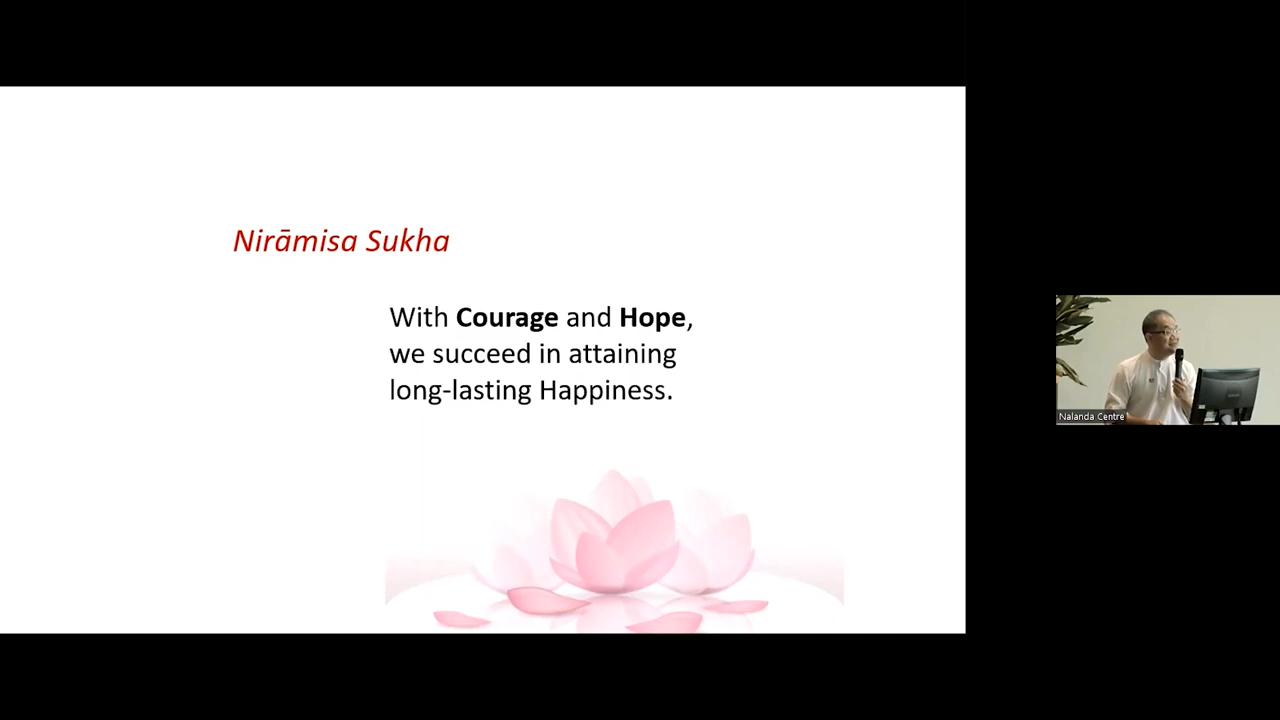 Nirāmisa Sukha
With Courage and Hope,
we succeed in attaining
long-lasting Happiness.
Nalanda Centre